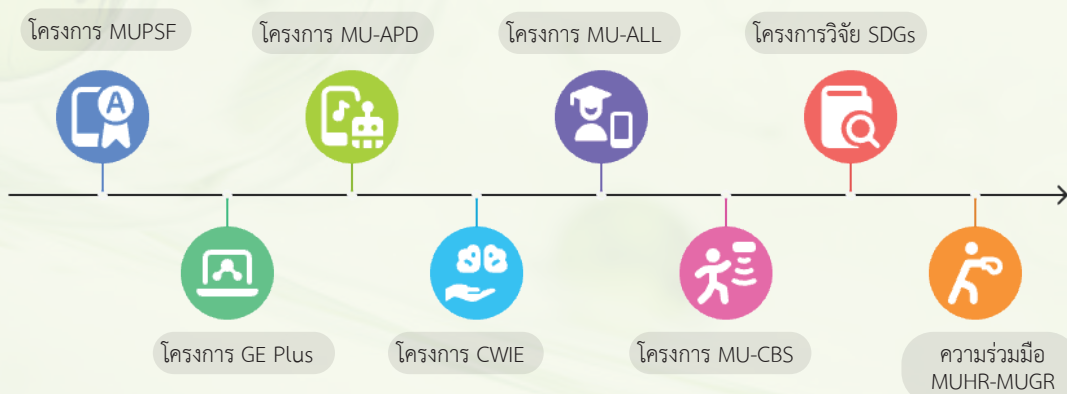 โครงการ MUPSF
โครงการ MU-APD
โครงการ MU-ALL
โครงการวิจัย SDGs
A
โครงการ GE Plus
โครงการ CWIE
โครงการ MU-CBS
ความร่วมมือ
MUHR-MUGR